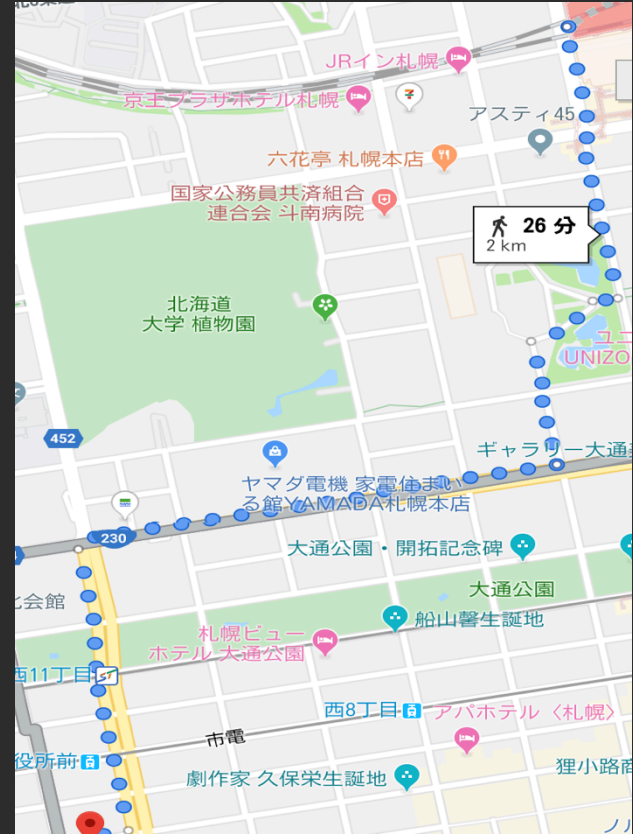 JRイン札幌
京王プラザホテル札幌
アスティ45
六花亭 札幌本店
国家公務員共済組合
連合会 斗南病院
26 分
2 km
北海道
大学 植物園
ユニ
UNIZO
452
ギャラリー大通
ヤマダ電機 家電住まい
る館YAMADA札幌本店
230
大通公園・開拓記念碑
大通公園
会館
船山馨生誕地
札幌ビュー
ホテル 大通公園
西11丁目
西8丁目
アパホテル〈札幌〉
市電
役所前
狸小路商
劇作家 久保栄生誕地
ノル